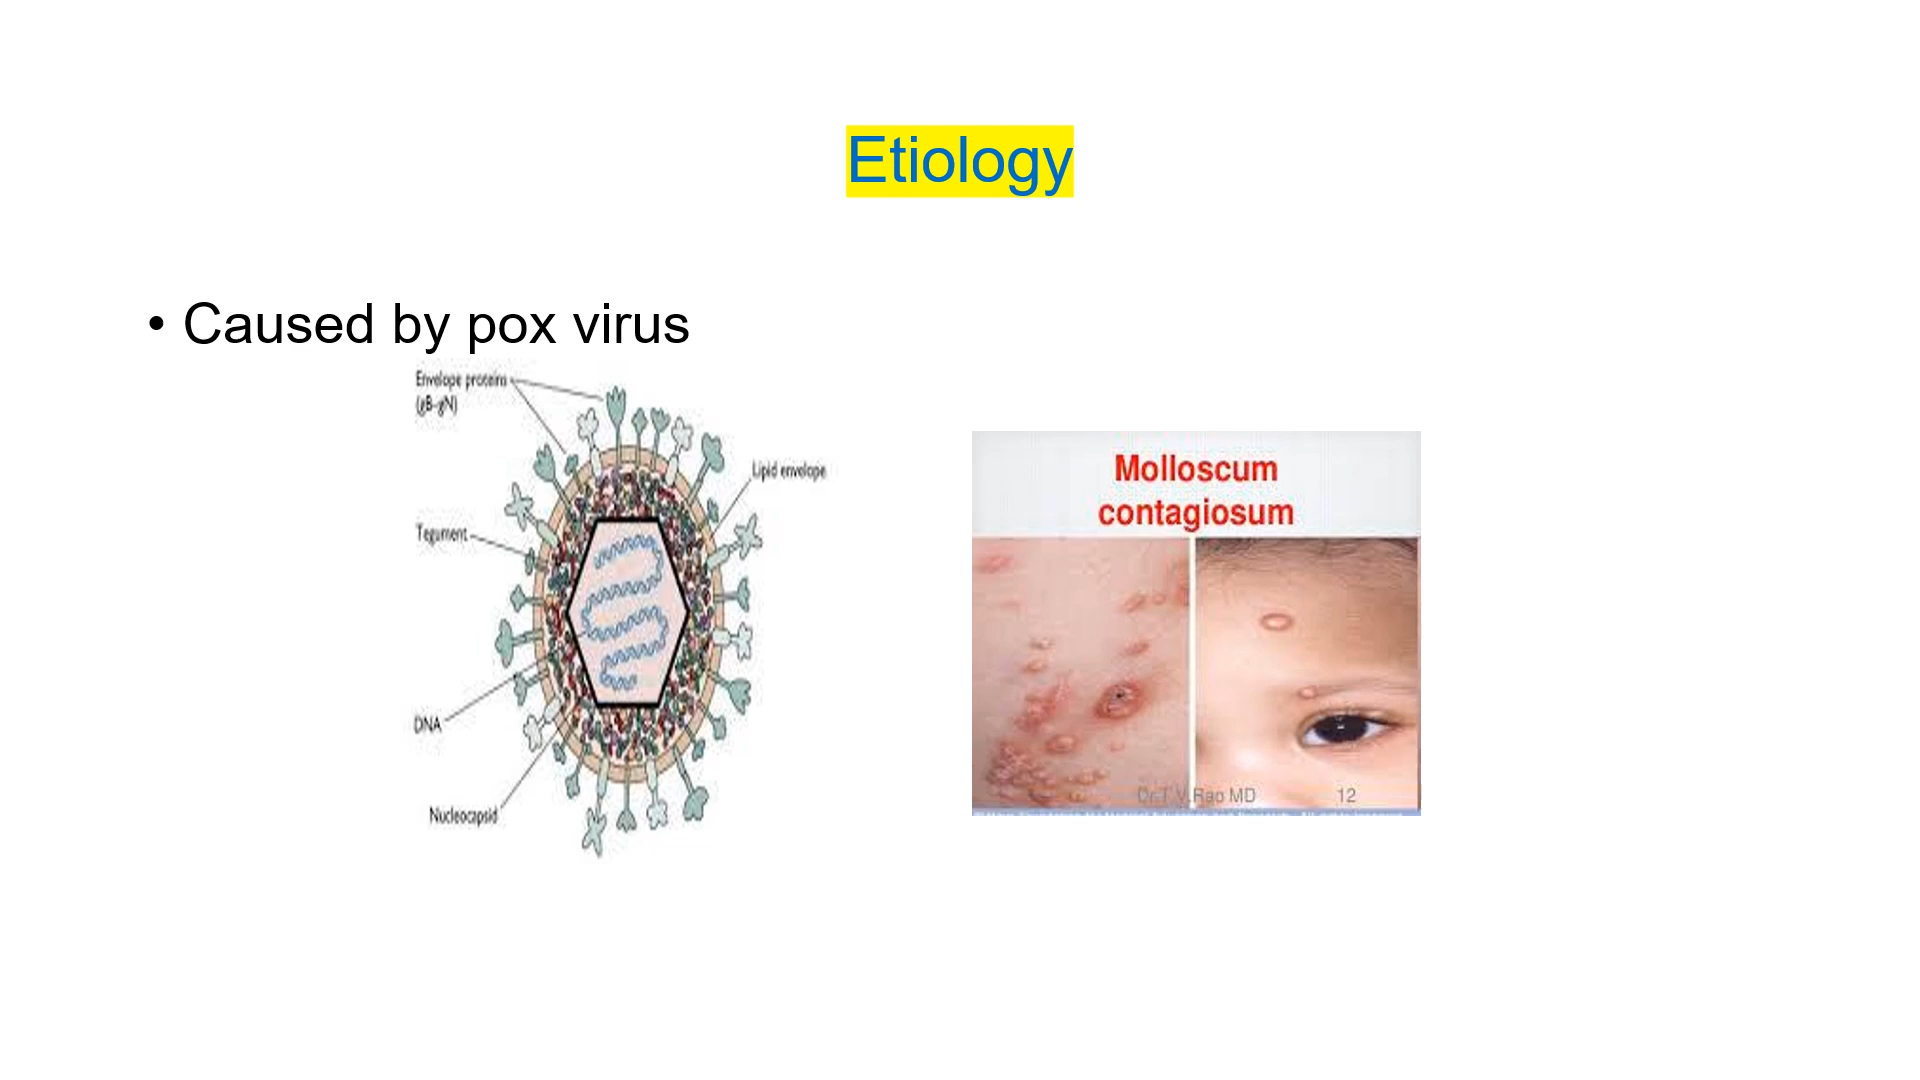 Etiology
• Caused by pox virus
Envelope proteins
(gB-gN)
Lipid envelope
Tegument
DNA
Nucleocapsid
Molloscum
contagiosum
Dr.T.V.Rao MD 12